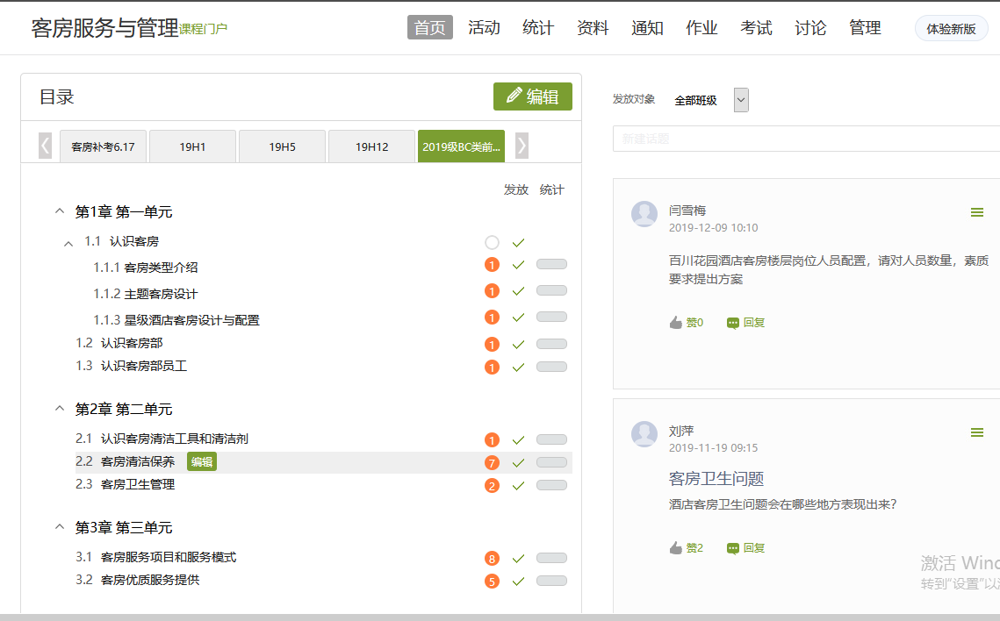 客房服务与管理课程门户
首页 活动 统计 资料 通知 作业 考试 讨论 管理 体验新版
目录
编辑
客房补考6.17 19H1 19H5 19H12 2019级BC类前...
发放 统计
第1章 第一单元
1.1 认识客房
1.1.1 客房类型介绍 1
1.1.2 主题客房设计 1
1.1.3 星级酒店客房设计与配置 1
1.2 认识客房部 1
1.3 认识客房部员工 1
第2章 第二单元
2.1 认识客房清洁工具和清洁剂 1
2.2 客房清洁保养 编辑 7
2.3 客房卫生管理 2
第3章 第三单元
3.1 客房服务项目和服务模式 8
3.2 客房优质服务提供 5
发放对象 全部班级
新建话题
闫雪梅
2019-12-09 10:10
百川花园酒店客房楼层岗位人员配置，请对人员数量，素质
要求提出方案
赞0 回复
刘萍
2019-11-19 09:15
客房卫生问题
酒店客房卫生问题会在哪些地方表现出来？
赞2 回复
激活 Wind
转到“设置”以激